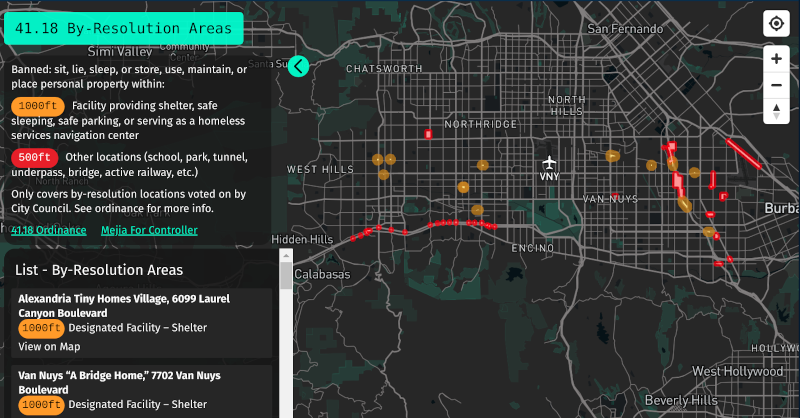 41.18 By-Resolution Areas
Simi Valley
Community
Center
Santa Su
Banned: sit, lie, sleep, or store, use, maintain, or
place personal property within:
1000ft Facility providing shelter, safe
sleeping, safe parking, or serving as a homeless
services navigation center
500ft Other locations (school, park, tunnel,
underpass, bridge, active railway, etc.)
Only covers by-resolution locations voted on by
City Council. See ordinance for more info.
41.18 Ordinance Mejia For Controller
List - By-Resolution Areas
Alexandria Tiny Homes Village, 6099 Laurel
Canyon Boulevard
1000ft Designated Facility – Shelter
View on Map
Van Nuys “A Bridge Home,” 7702 Van Nuys
Boulevard
1000ft Designated Facility – Shelter
San Fernando
CHATSWORTH
NORTH
HILLS
NORTHRIDGE
WEST HILLS
VNY
VAN NUYS
Burba
Hidden Hills
ENCINO
Calabasas
HOLLYWO
West Hollywood
Beverly Hills